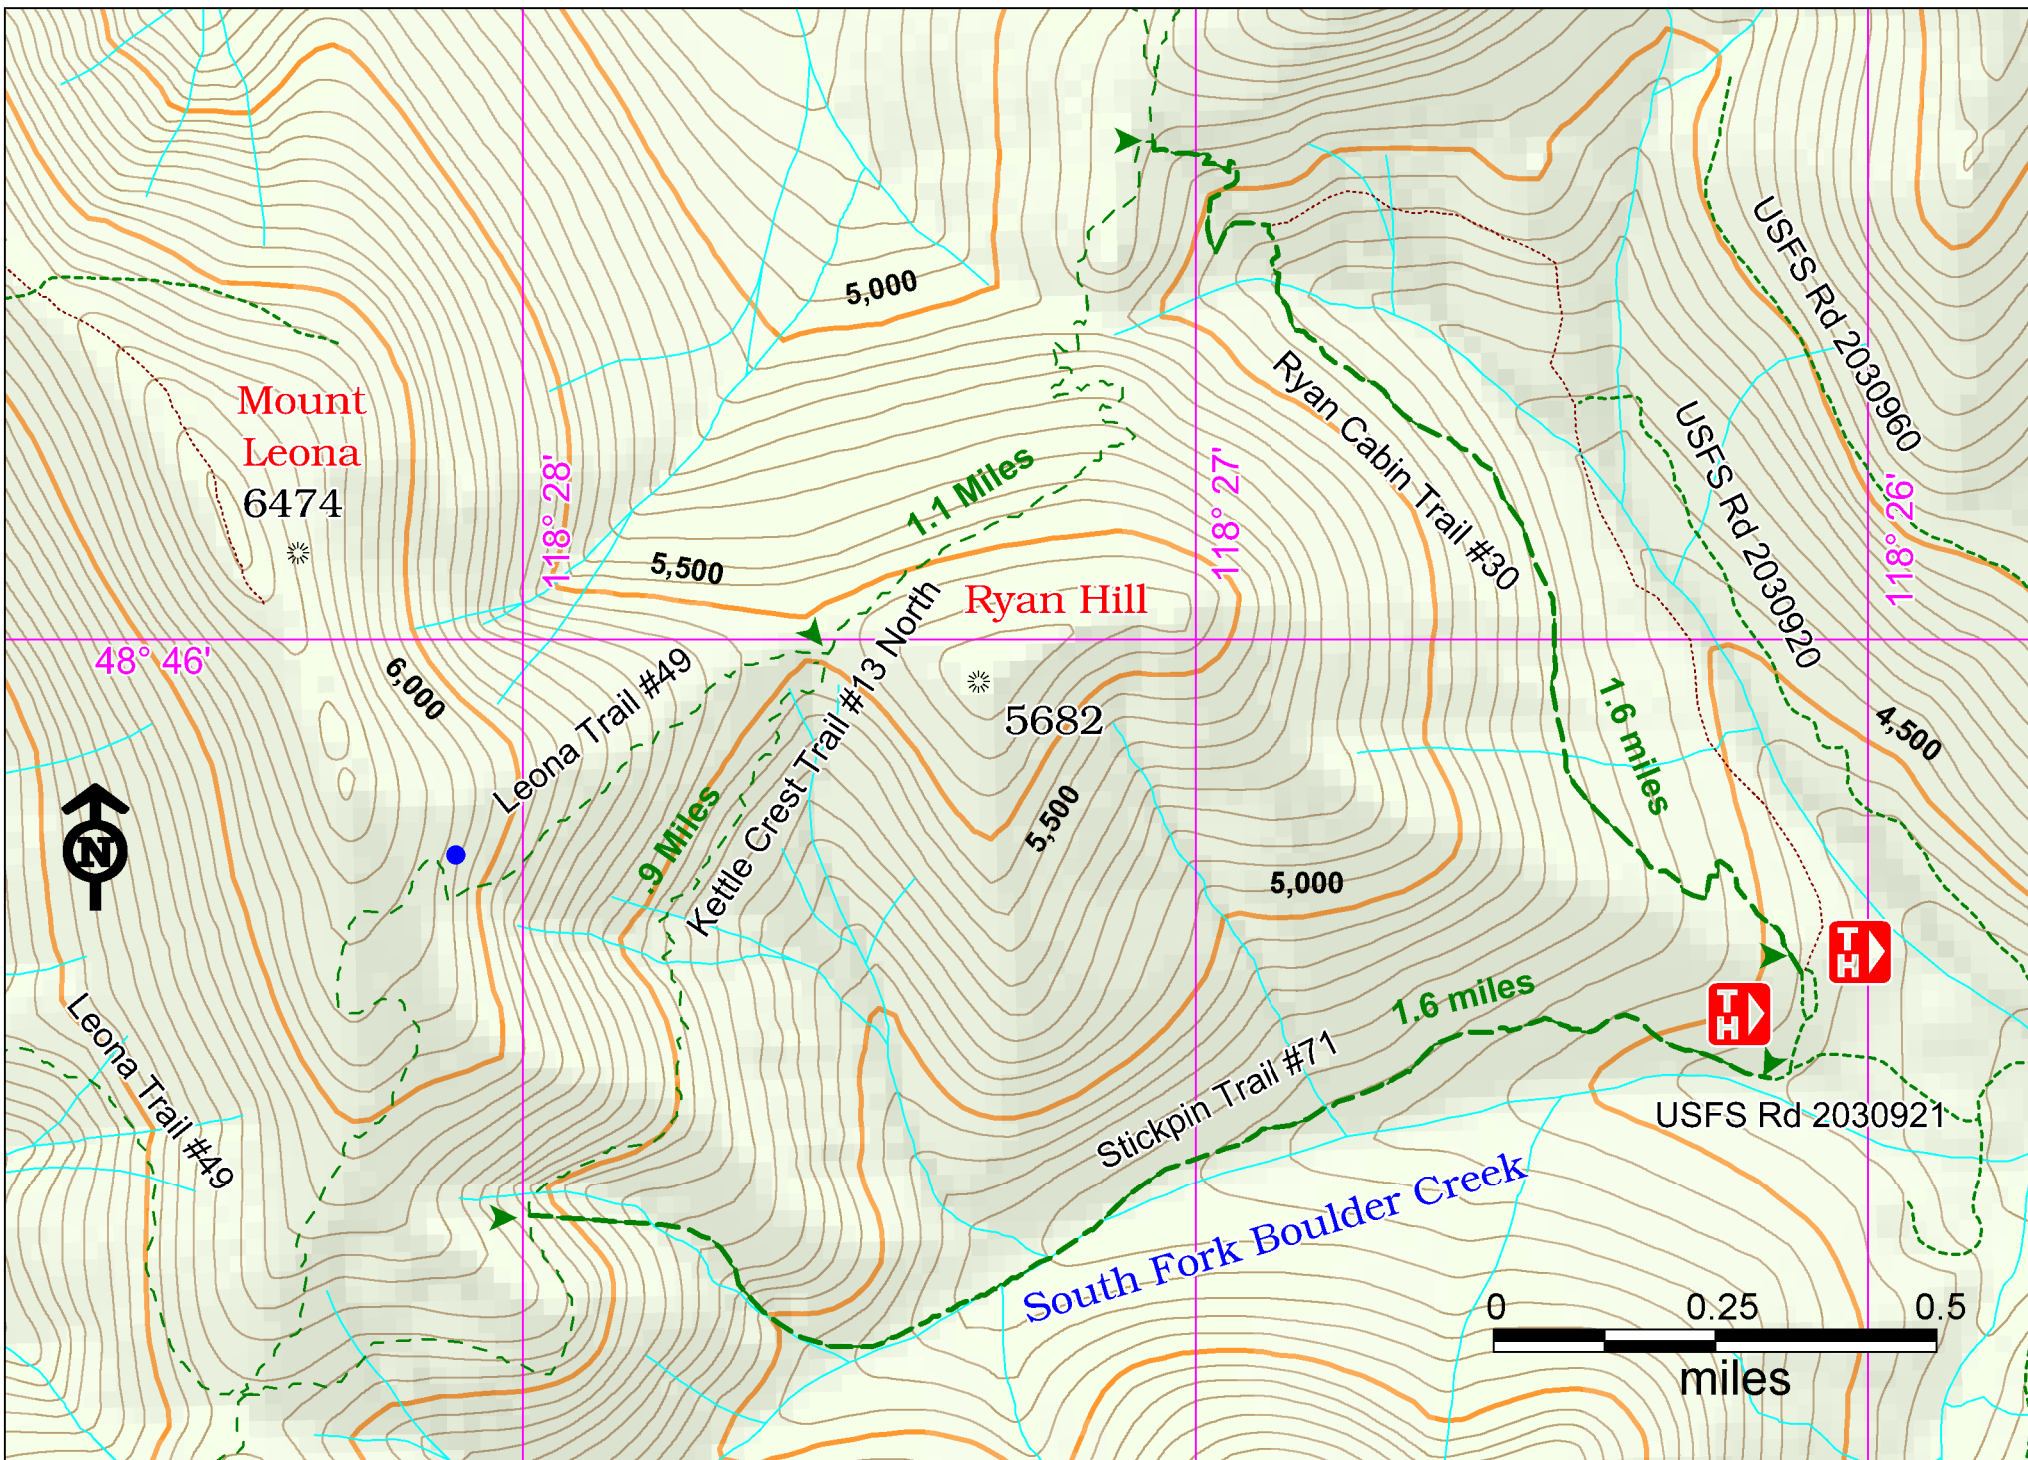 5,000
USFS Rd 2030960
Mount
Leona
6474
Ryan Cabin Trail #30
USFS Rd 2030920
1.1 Miles
118° 28'
118° 27'
118° 26'
5,500
Ryan Hill
48° 46'
6,000
Leona Trail #49
Kettle Crest Trail #13 North
5682
1.6 miles
4,500
.9 Miles
5,500
5,000
N
TH
TH
1.6 miles
Leona Trail #49
Stickpin Trail #71
USFS Rd 2030921
South Fork Boulder Creek
0 0.25 0.5
miles